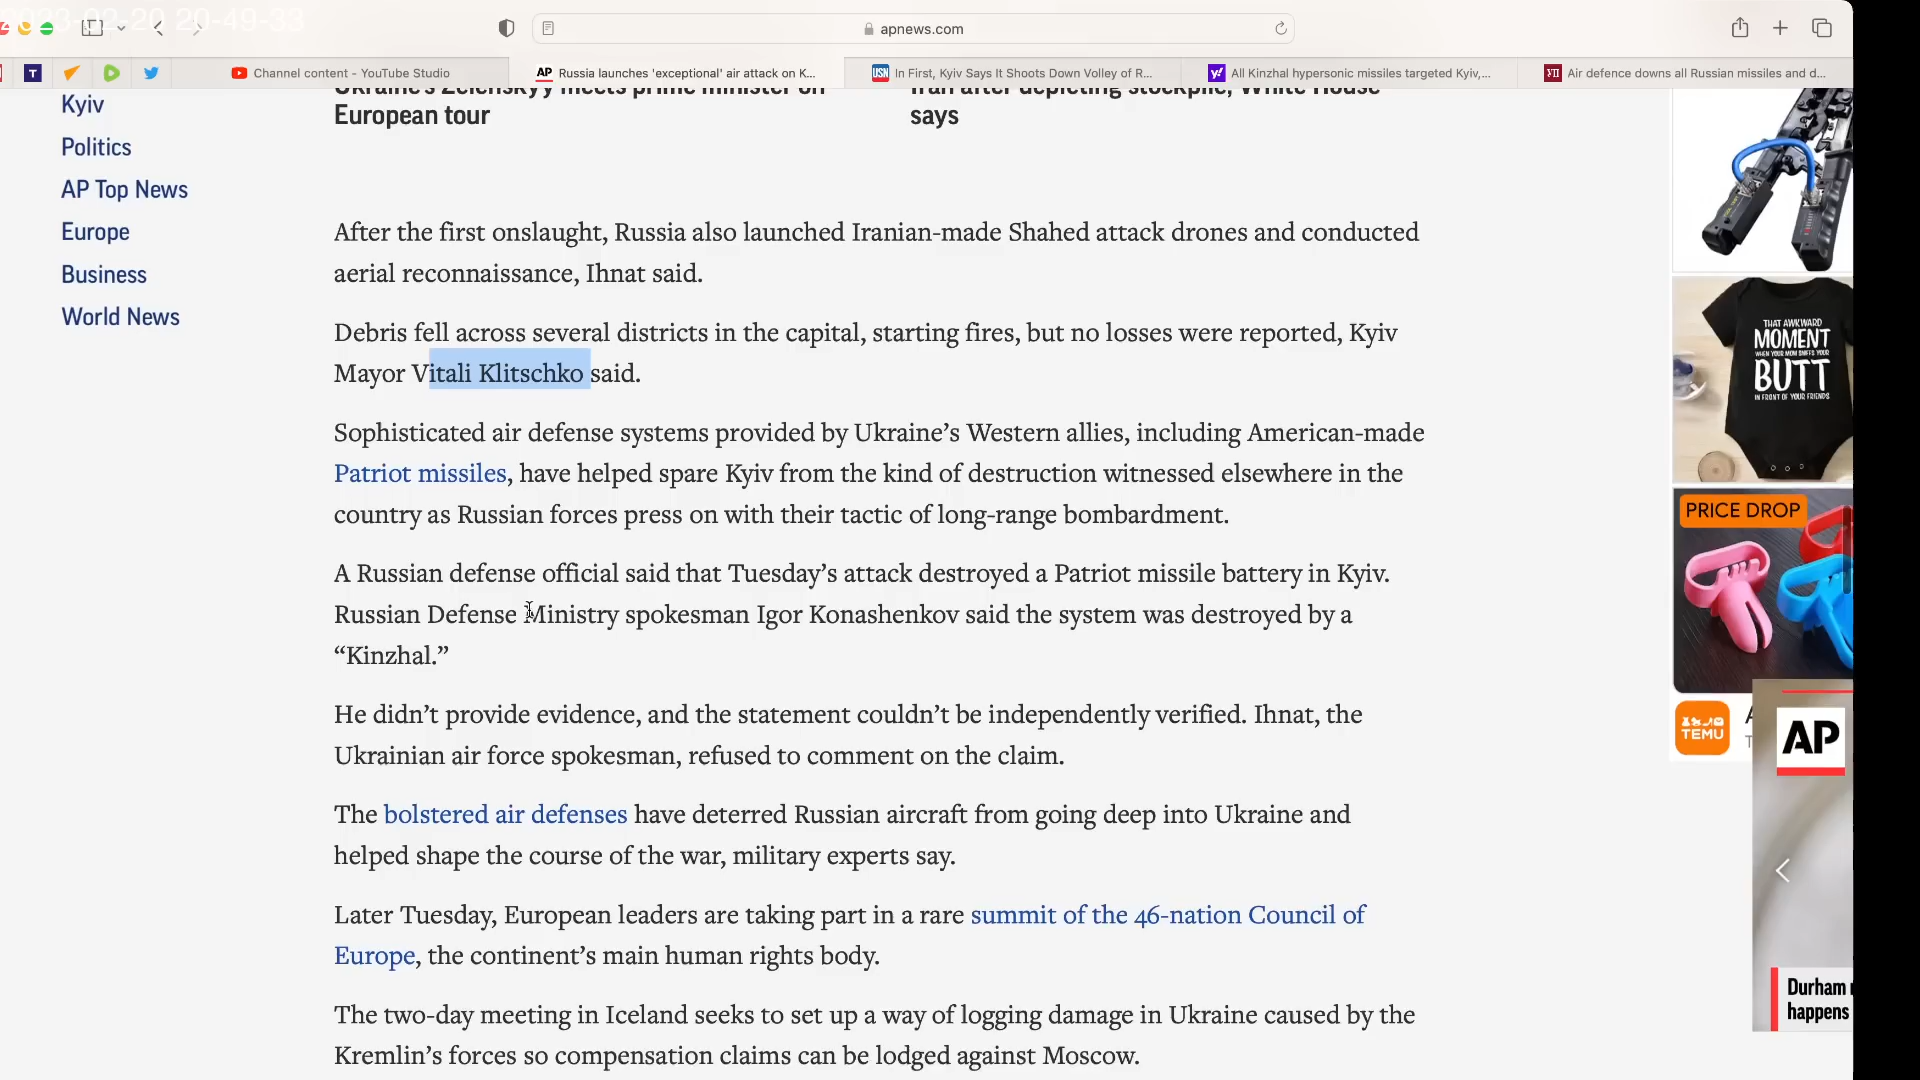 2023-02-20 20-49-33
apnews.com
T
Channel content - YouTube Studio
AP Russia launches 'exceptional' air attack on K...
USN In First, Kyiv Says It Shoots Down Volley of R...
y! All Kinzhal hypersonic missiles targeted Kyiv,...
Air defence downs all Russian missiles and d...
Kyiv
Politics
AP Top News
Europe
Business
World News
Ukraine's Zelenskyy meets prime minister on
European tour
Iran after depleting stockpile, White House
says
After the first onslaught, Russia also launched Iranian-made Shahed attack drones and conducted
aerial reconnaissance, Ihnat said.
Debris fell across several districts in the capital, starting fires, but no losses were reported, Kyiv
Mayor Vitali Klitschko said.
Sophisticated air defense systems provided by Ukraine’s Western allies, including American-made
Patriot missiles, have helped spare Kyiv from the kind of destruction witnessed elsewhere in the
country as Russian forces press on with their tactic of long-range bombardment.
A Russian defense official said that Tuesday’s attack destroyed a Patriot missile battery in Kyiv.
Russian Defense Ministry spokesman Igor Konashenkov said the system was destroyed by a
“Kinzhal.”
He didn’t provide evidence, and the statement couldn’t be independently verified. Ihnat, the
Ukrainian air force spokesman, refused to comment on the claim.
The bolstered air defenses have deterred Russian aircraft from going deep into Ukraine and
helped shape the course of the war, military experts say.
Later Tuesday, European leaders are taking part in a rare summit of the 46-nation Council of
Europe, the continent’s main human rights body.
The two-day meeting in Iceland seeks to set up a way of logging damage in Ukraine caused by the
Kremlin’s forces so compensation claims can be lodged against Moscow.
THAT AWKWARD
MOMENT
WHEN YOUR MOM SNIFFS YOUR
BUTT
IN FRONT OF YOUR FRIENDS
PRICE DROP
TEMU
AP
Durham
happens